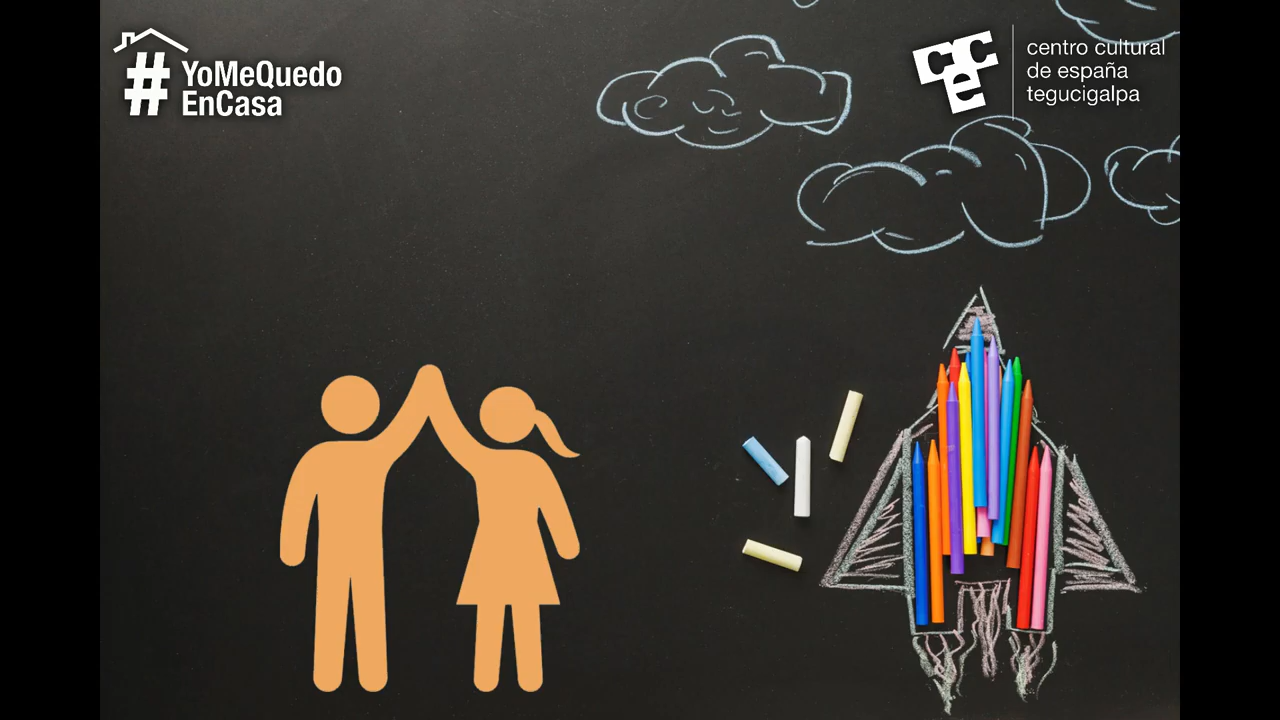 #YoMeQuedo
EnCasa
cce
centro cultural
de españa
tegucigalpa